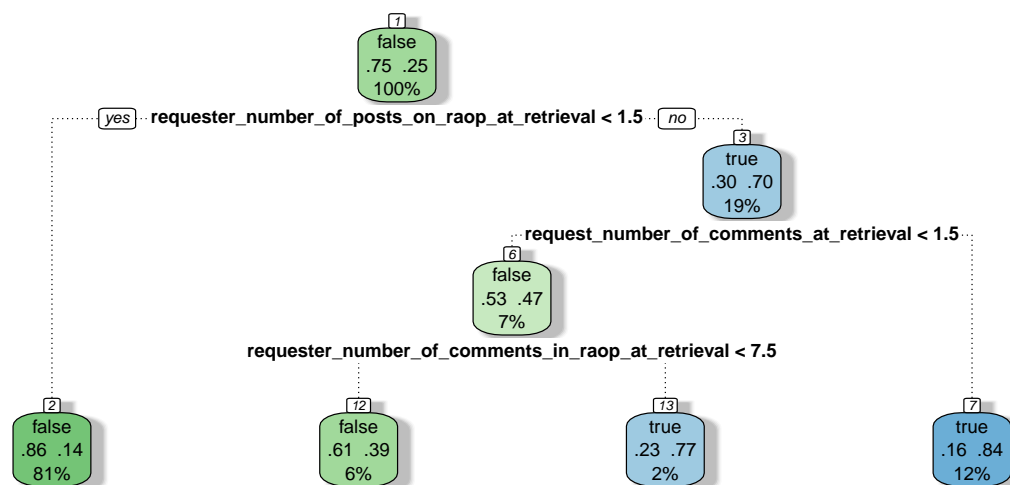 1
false
.75 .25
100%
yes requester_number_of_posts_on_raop_at_retrieval < 1.5 no
3
true
.30 .70
19%
request_number_of_comments_at_retrieval < 1.5
6
false
.53 .47
7%
requester_number_of_comments_in_raop_at_retrieval < 7.5
2
false
.86 .14
81%
12
false
.61 .39
6%
13
true
.23 .77
2%
7
true
.16 .84
12%